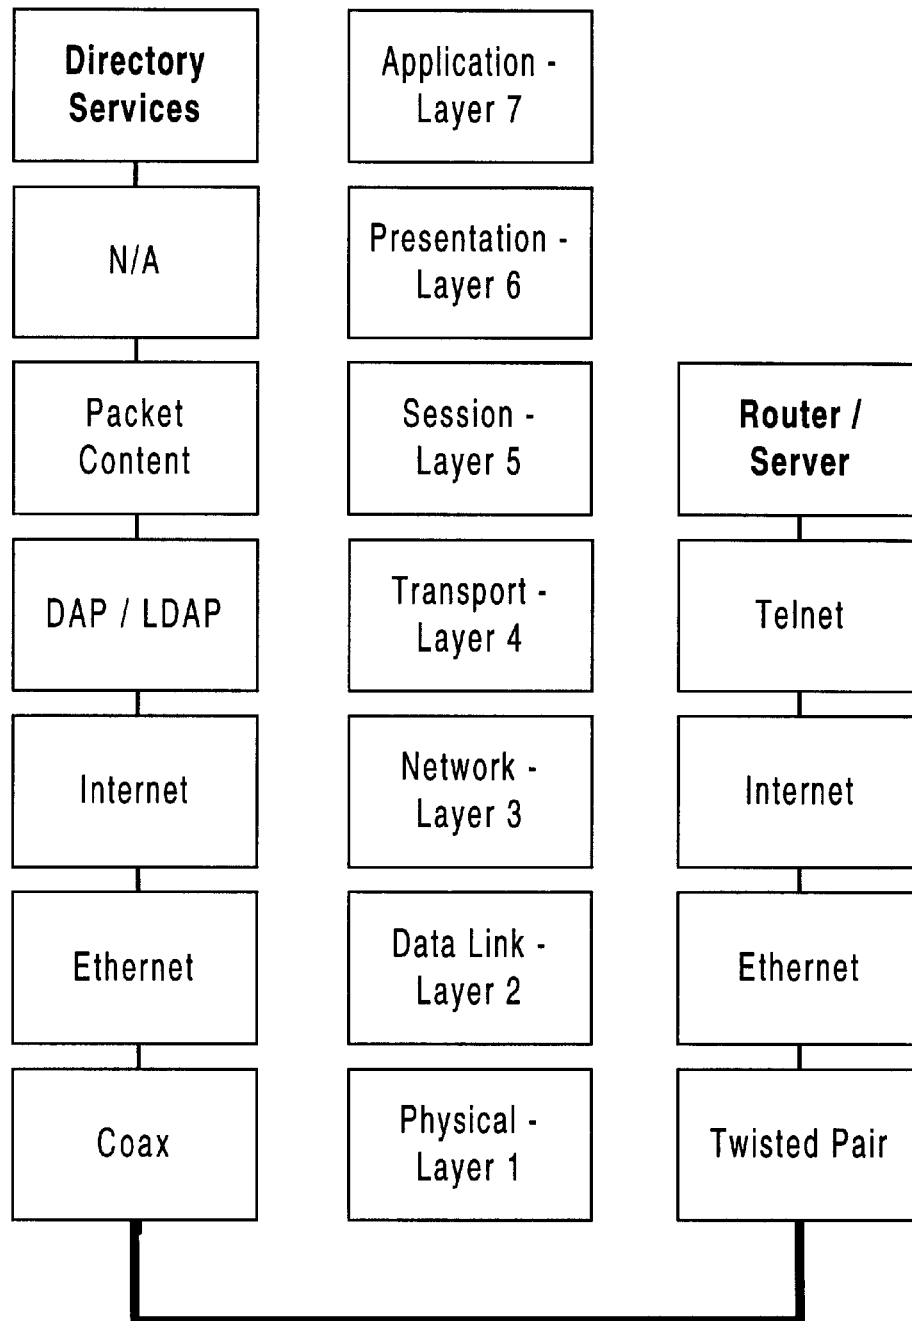 Directory
Services
Application -
Layer 7
N/A
Presentation -
Layer 6
Packet
Content
Session -
Layer 5
Router /
Server
DAP / LDAP
Transport -
Layer 4
Telnet
Internet
Network -
Layer 3
Internet
Ethernet
Data Link -
Layer 2
Ethernet
Coax
Physical -
Layer 1
Twisted Pair